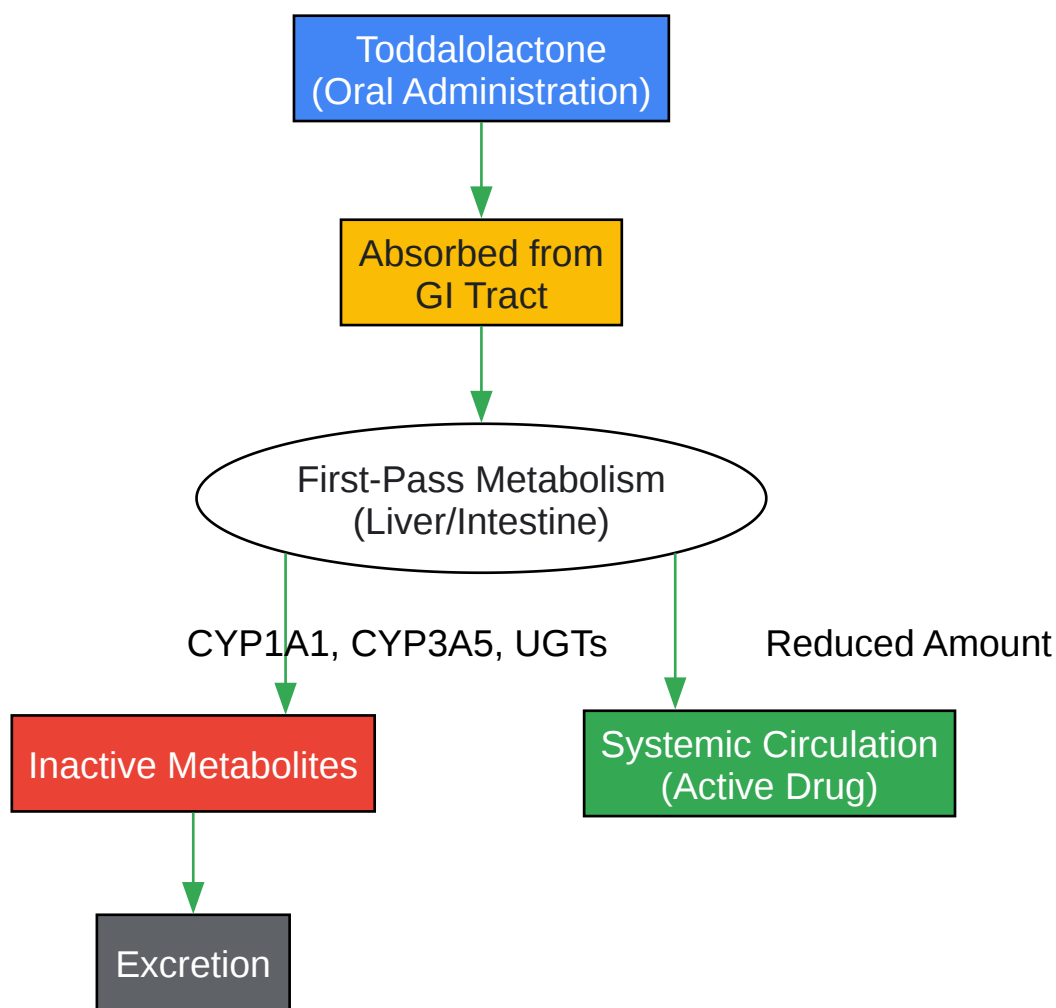 Toddalolactone
(Oral Administration)
Absorbed from
GI Tract
First-Pass Metabolism
(Liver/Intestine)
CYP1A1, CYP3A5, UGTs
Reduced Amount
Inactive Metabolites
Systemic Circulation
(Active Drug)
Excretion